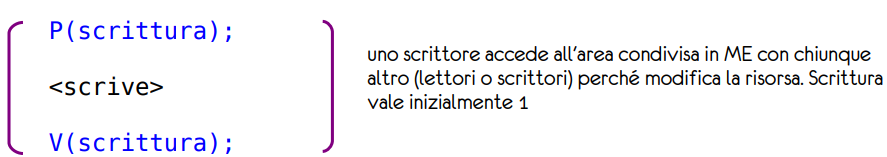 P(scrittura);
<scrive>
V(scrittura);
uno scrittore accede all'area condivisa in ME con chiunque
altro (lettori o scrittori) perché modifica la risorsa. Scrittura
vale inizialmente 1